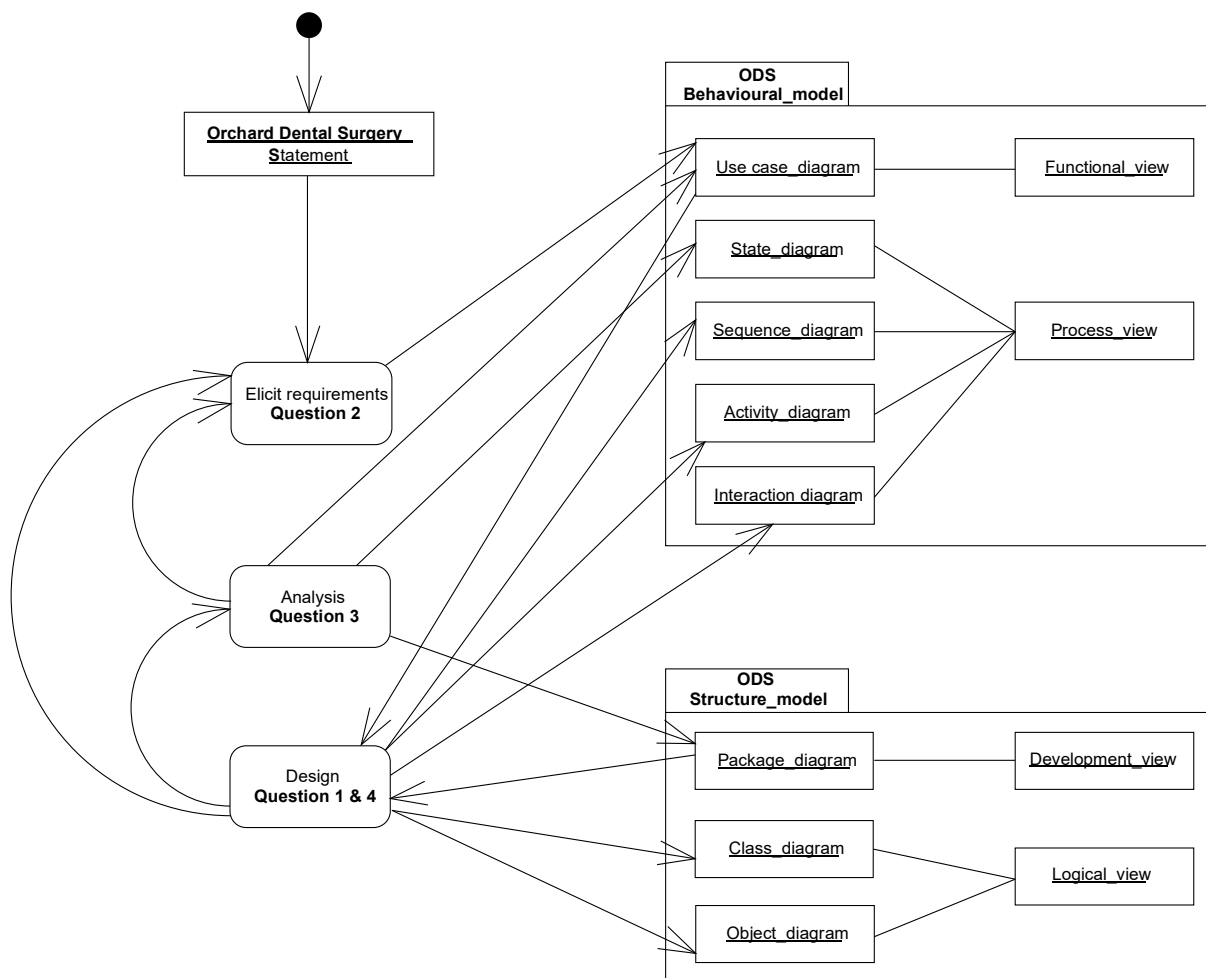 ODS
Behavioural_model
Orchard Dental Surgery_
Statement
Use case_diagram
Functional_view
State_diagram
Sequence_diagram
Process_view
Elicit requirements
Question 2
Activity_diagram
Interaction diagram
Analysis
Question 3
ODS
Structure_model
Package_diagram
Development_view
Design
Question 1 & 4
Class_diagram
Logical_view
Object_diagram